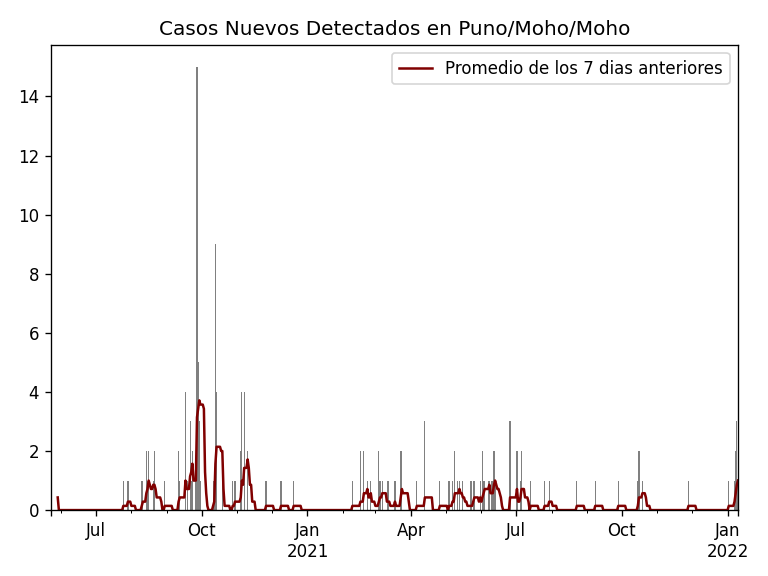 Casos Nuevos Detectados en Puno/Moho/Moho
Promedio de los 7 dias anteriores
14
12
10
8
6
4
2
0
Jul
Oct
Jan
2021
Apr
Jul
Oct
Jan
2022